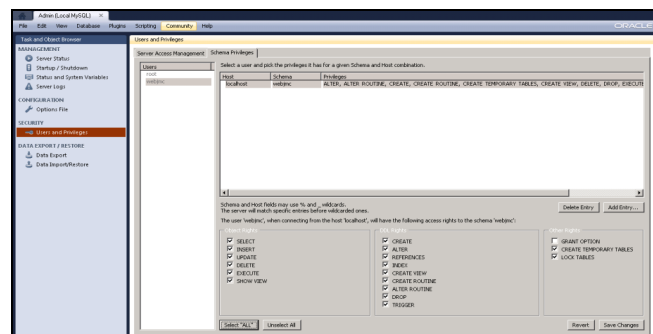 Admin (Local MySQL) ×
File Edit View Database Plugins Scripting Community Help
ORACLE
Task and Object Browser
MANAGEMENT
Server Status
Startup / Shutdown
Status and System Variables
Server Logs
CONFIGURATION
Options File
SECURITY
Users and Privileges
DATA EXPORT / RESTORE
Data Export
Data Import/Restore
Users and Privileges
Server Access Management Schema Privileges
Users
root
webjmc
Select a user and pick the privileges it has for a given Schema and Host combination.
Host Schema Privileges
localhost webjmc ALTER, ALTER ROUTINE, CREATE, CREATE ROUTINE, CREATE TEMPORARY TABLES, CREATE VIEW, DELETE, DROP, EXECUTE
Schema and Host fields may use % and _ wildcards.
The server will match specific entries before wildcarded ones.
Delete Entry Add Entry...
The user 'webjmc', when connecting from the host 'localhost', will have the following access rights to the schema 'webjmc':
Object Rights
SELECT
INSERT
UPDATE
DELETE
EXECUTE
SHOW VIEW
DDL Rights
CREATE
ALTER
REFERENCES
INDEX
CREATE VIEW
CREATE ROUTINE
ALTER ROUTINE
DROP
TRIGGER
Other Rights
GRANT OPTION
CREATE TEMPORARY TABLES
LOCK TABLES
Select "ALL" Unselect All
Revert Save Changes